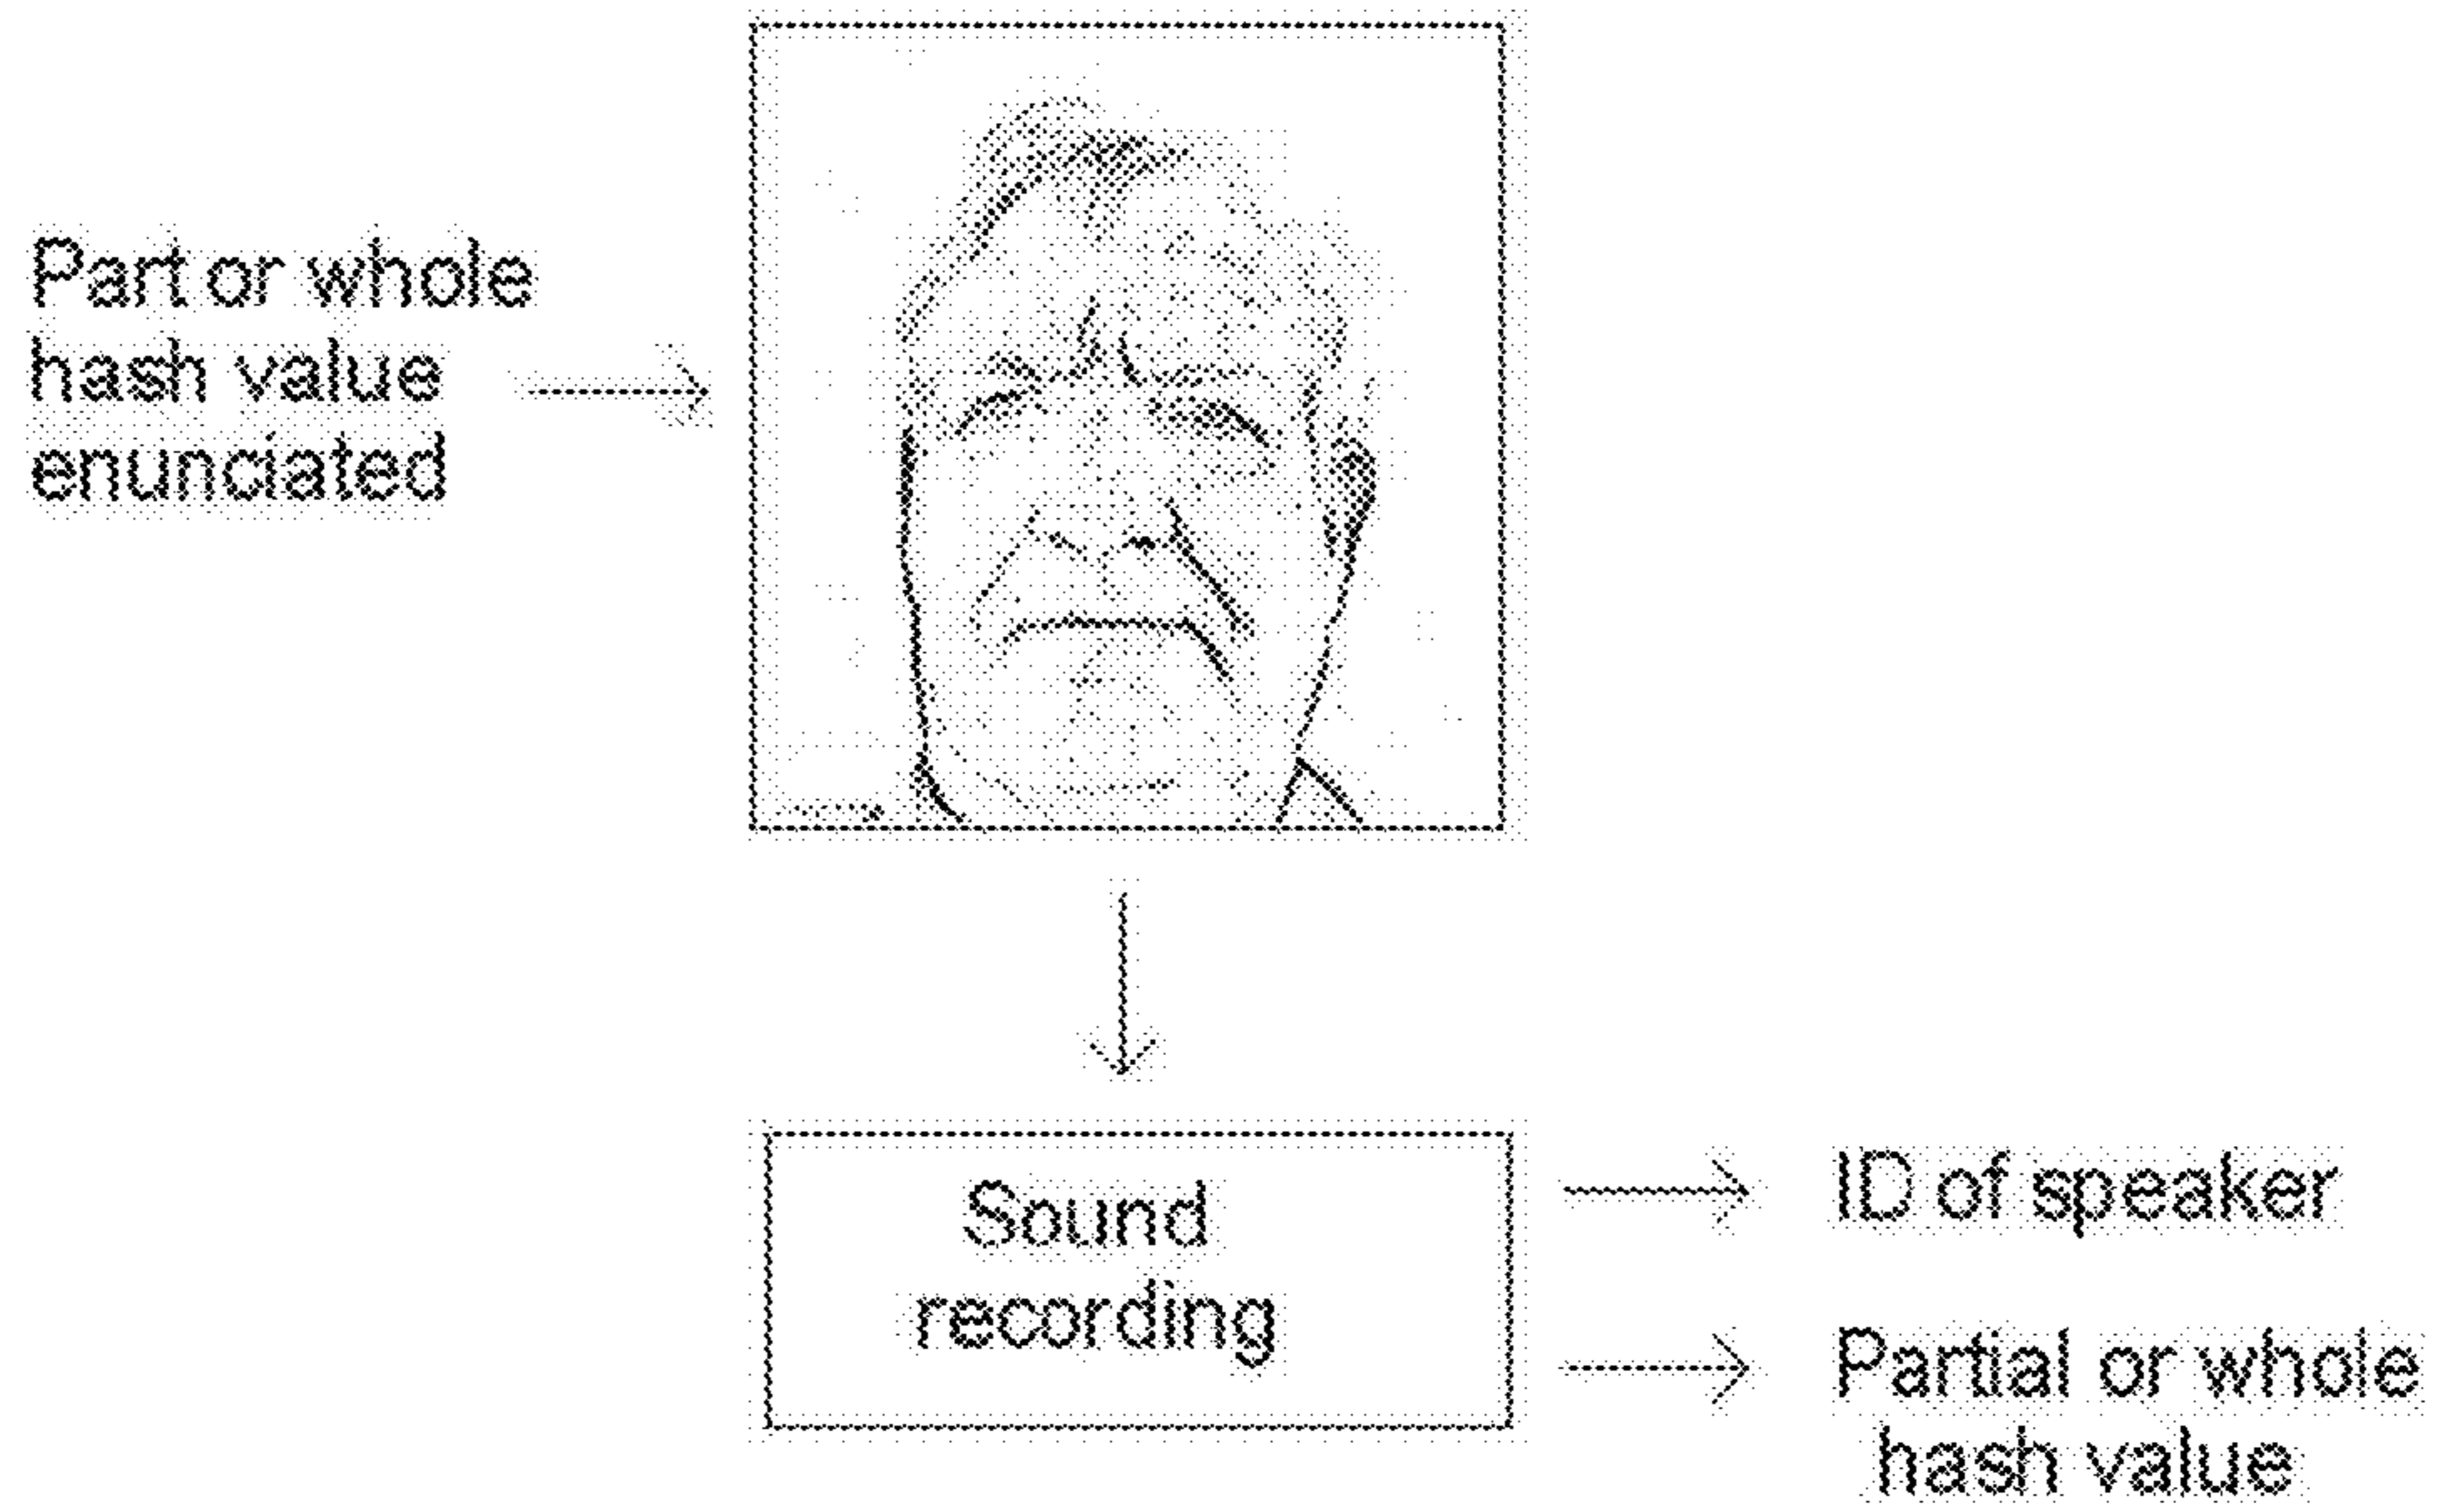 Part or whole
hash value
enunciated
Sound
recording
ID of speaker
Partial or whole
hash value